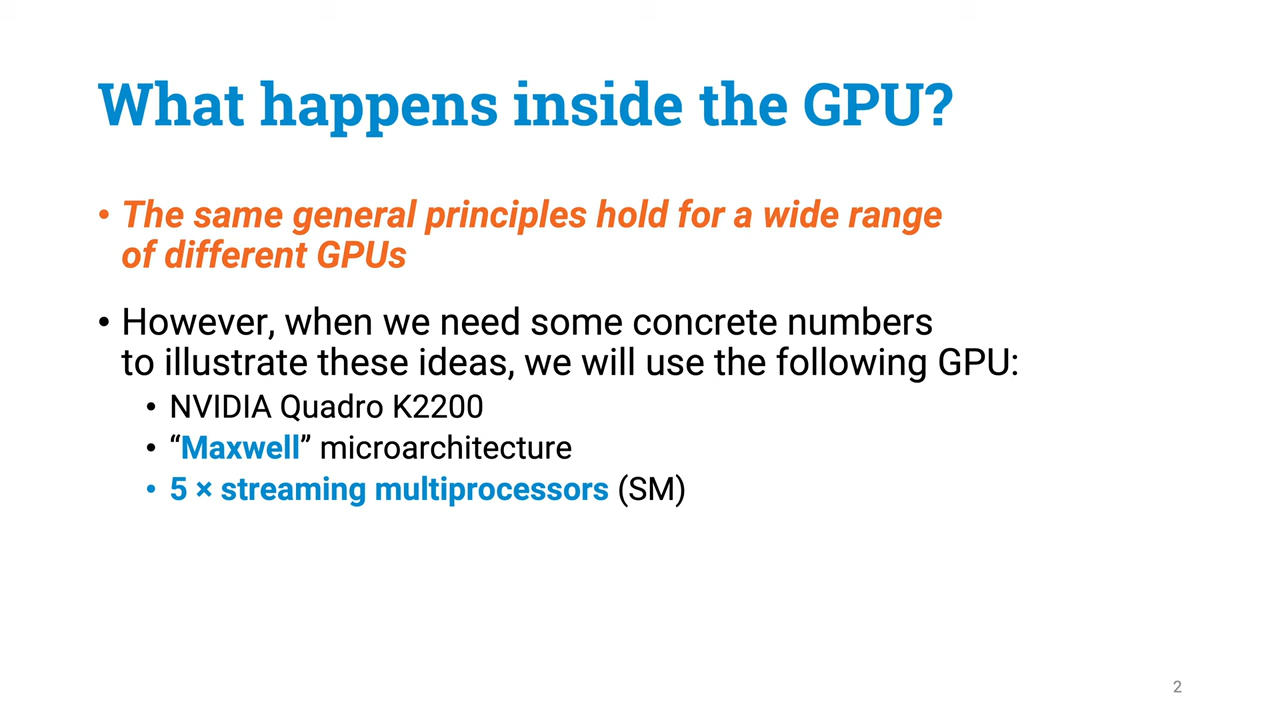 What happens inside the GPU?
• The same general principles hold for a wide range
of different GPUs
• However, when we need some concrete numbers
to illustrate these ideas, we will use the following GPU:
• NVIDIA Quadro K2200
• “Maxwell” microarchitecture
• 5 × streaming multiprocessors (SM)
2